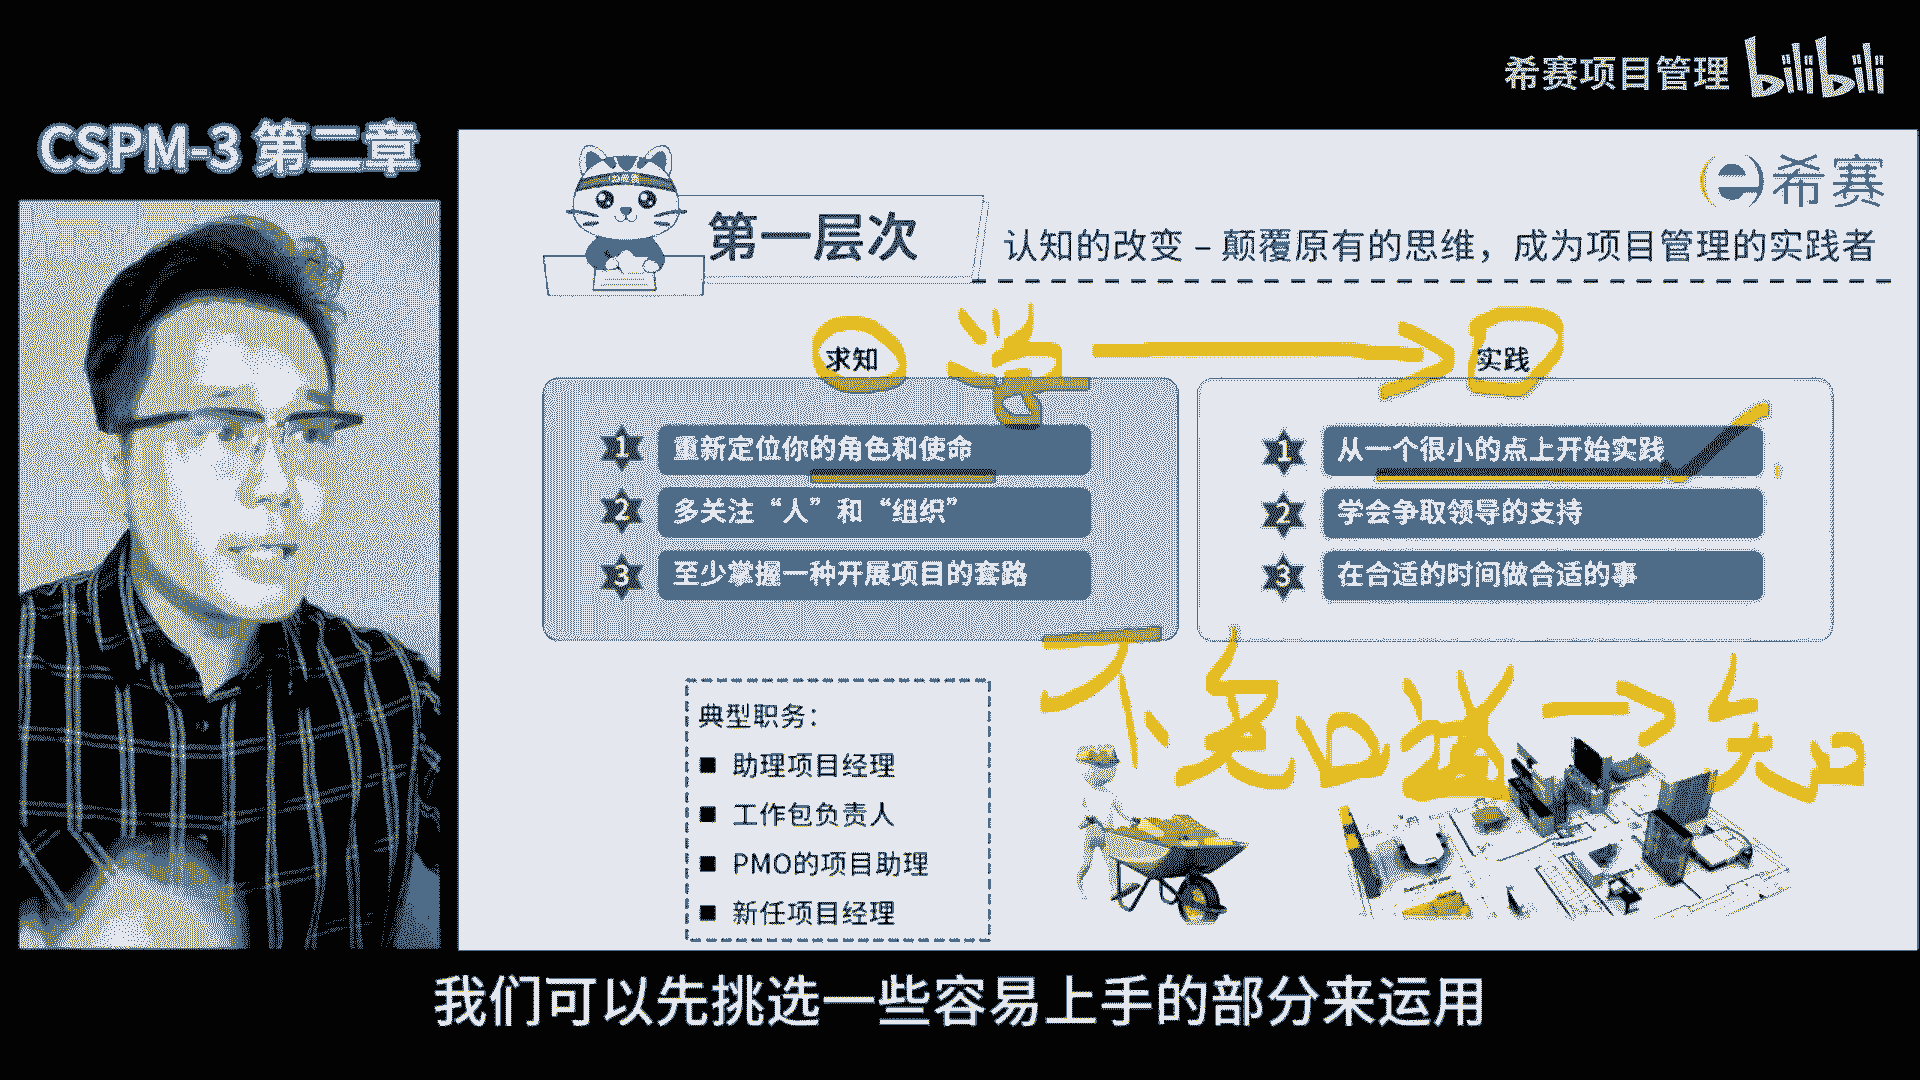 希赛项目管理 bilibili
CSPM-3 第二章
希赛
第一层次
认知的改变 – 颠覆原有的思维，成为项目管理的实践者
求知 学 实践
1 重新定位你的角色和使命
2 多关注“人”和“组织”
3 至少掌握一种开展项目的套路
1 从一个很小的点上开始实践
2 学会争取领导的支持
3 在合适的时间做合适的事
典型职务：
助理项目经理
工作包负责人
PMO的项目助理
新任项目经理
不知 知
我们可以先挑选一些容易上手的部分来运用